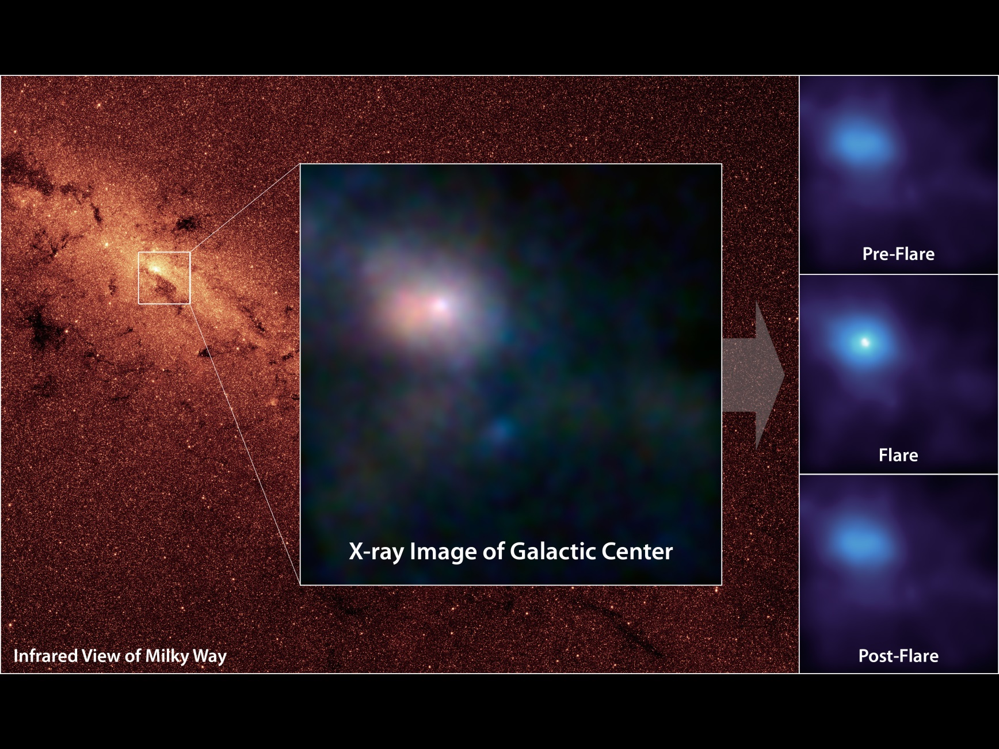 Pre-Flare
X-ray Image of Galactic Center
Flare
Infrared View of Milky Way
Post-Flare